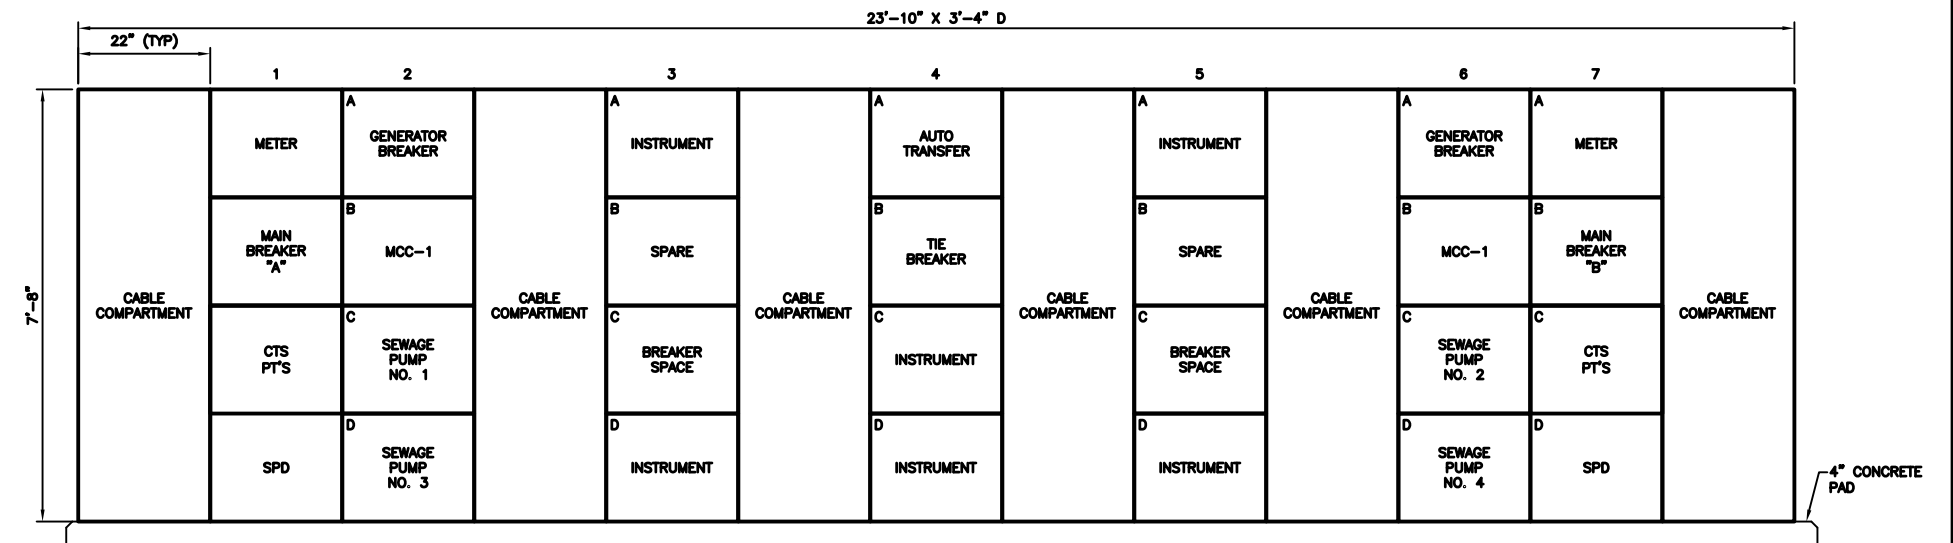 23'-10" X 3'-4" D
22" (TYP)
1 2 3 4 5 6 7
7'-8"
CABLE
COMPARTMENT
METER
MAIN
BREAKER
"A"
CTS
PT'S
SPD
A
GENERATOR
BREAKER
B
MCC-1
C
SEWAGE
PUMP
NO. 1
D
SEWAGE
PUMP
NO. 3
CABLE
COMPARTMENT
A
INSTRUMENT
B
SPARE
C
BREAKER
SPACE
D
INSTRUMENT
CABLE
COMPARTMENT
A
AUTO
TRANSFER
B
TIE
BREAKER
C
INSTRUMENT
D
INSTRUMENT
CABLE
COMPARTMENT
A
INSTRUMENT
B
SPARE
C
BREAKER
SPACE
D
INSTRUMENT
CABLE
COMPARTMENT
A
GENERATOR
BREAKER
B
MCC-1
C
SEWAGE
PUMP
NO. 2
D
SEWAGE
PUMP
NO. 4
A
METER
B
MAIN
BREAKER
"B"
C
CTS
PT'S
D
SPD
CABLE
COMPARTMENT
4" CONCRETE
PAD